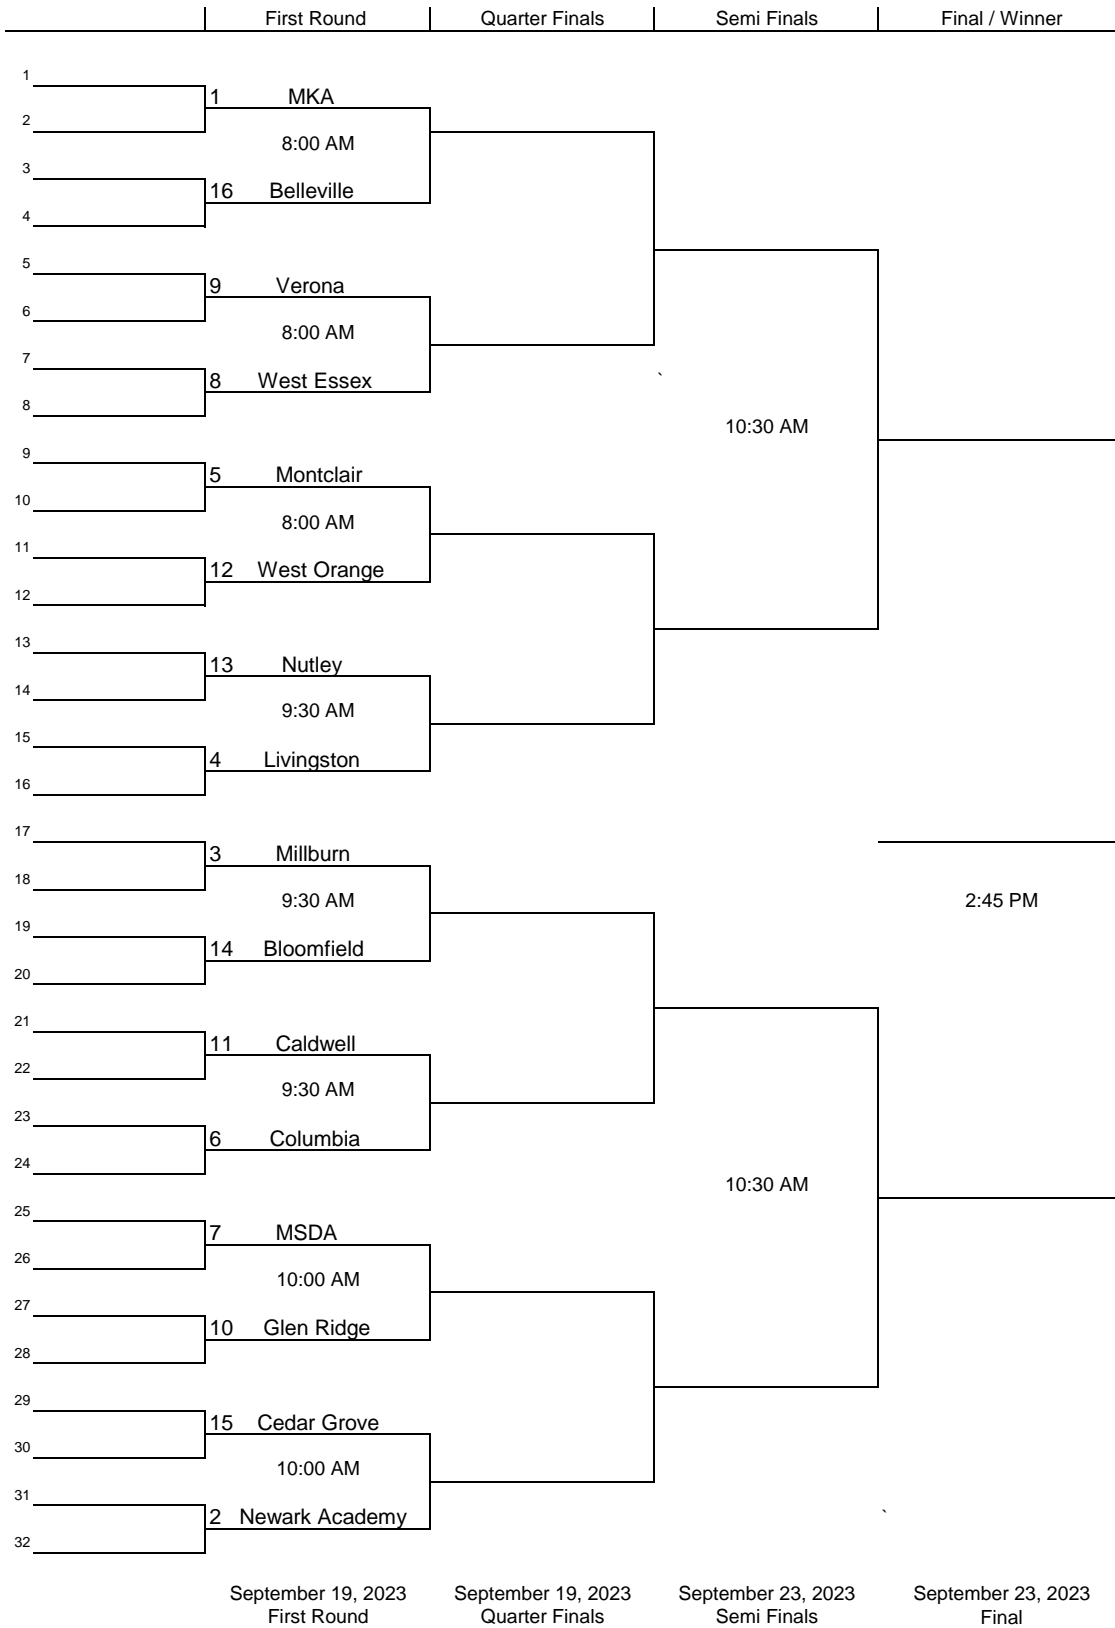 First Round Quarter Finals Semi Finals Final / Winner
1
1 MKA
2
8:00 AM
3
16 Belleville
4
5
9 Verona
6
8:00 AM
7
8 West Essex `
8
10:30 AM
9
5 Montclair
10
8:00 AM
11
12 West Orange
12
13
13 Nutley
14
9:30 AM
15
4 Livingston
16
17
3 Millburn
18
9:30 AM 2:45 PM
19
14 Bloomfield
20
21
11 Caldwell
22
9:30 AM
23
6 Columbia
24
10:30 AM
25
7 MSDA
26
10:00 AM
27
10 Glen Ridge
28
29
15 Cedar Grove
30
10:00 AM
31
2 Newark Academy `
32
September 19, 2023 September 19, 2023 September 23, 2023 September 23, 2023
First Round Quarter Finals Semi Finals Final